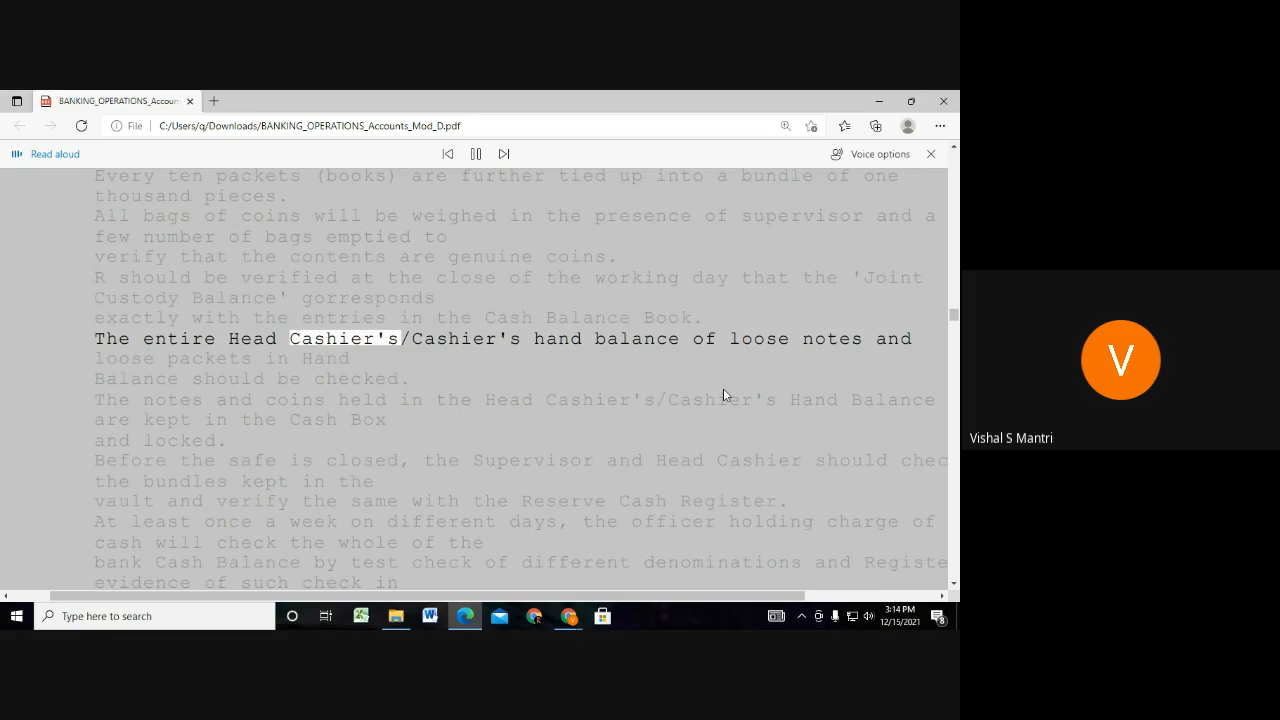 BANKING_OPERATIONS_Accoun
File C:/Users/q/Downloads/BANKING_OPERATIONS_Accounts_Mod_D.pdf
Read aloud
Voice options
Every ten packets (books) are further tied up into a bundle of one
thousand pieces.
All bags of coins will be weighed in the presence of supervisor and a
few number of bags emptied to
verify that the contents are genuine coins.
R should be verified at the close of the working day that the 'Joint
Custody Balance' gorresponds
exactly with the entries in the Cash Balance Book.
The entire Head Cashier's/Cashier's hand balance of loose notes and
loose packets in Hand
Balance should be checked.
The notes and coins held in the Head Cashier's/Cashier's Hand Balance
are kept in the Cash Box
and locked.
Before the safe is closed, the Supervisor and Head Cashier should chec
the bundles kept in the
vault and verify the same with the Reserve Cash Register.
At least once a week on different days, the officer holding charge of
cash will check the whole of the
bank Cash Balance by test check of different denominations and Registe
evidence of such check in
V
Vishal S Mantri
Type here to search
3:14 PM
12/15/2021
8